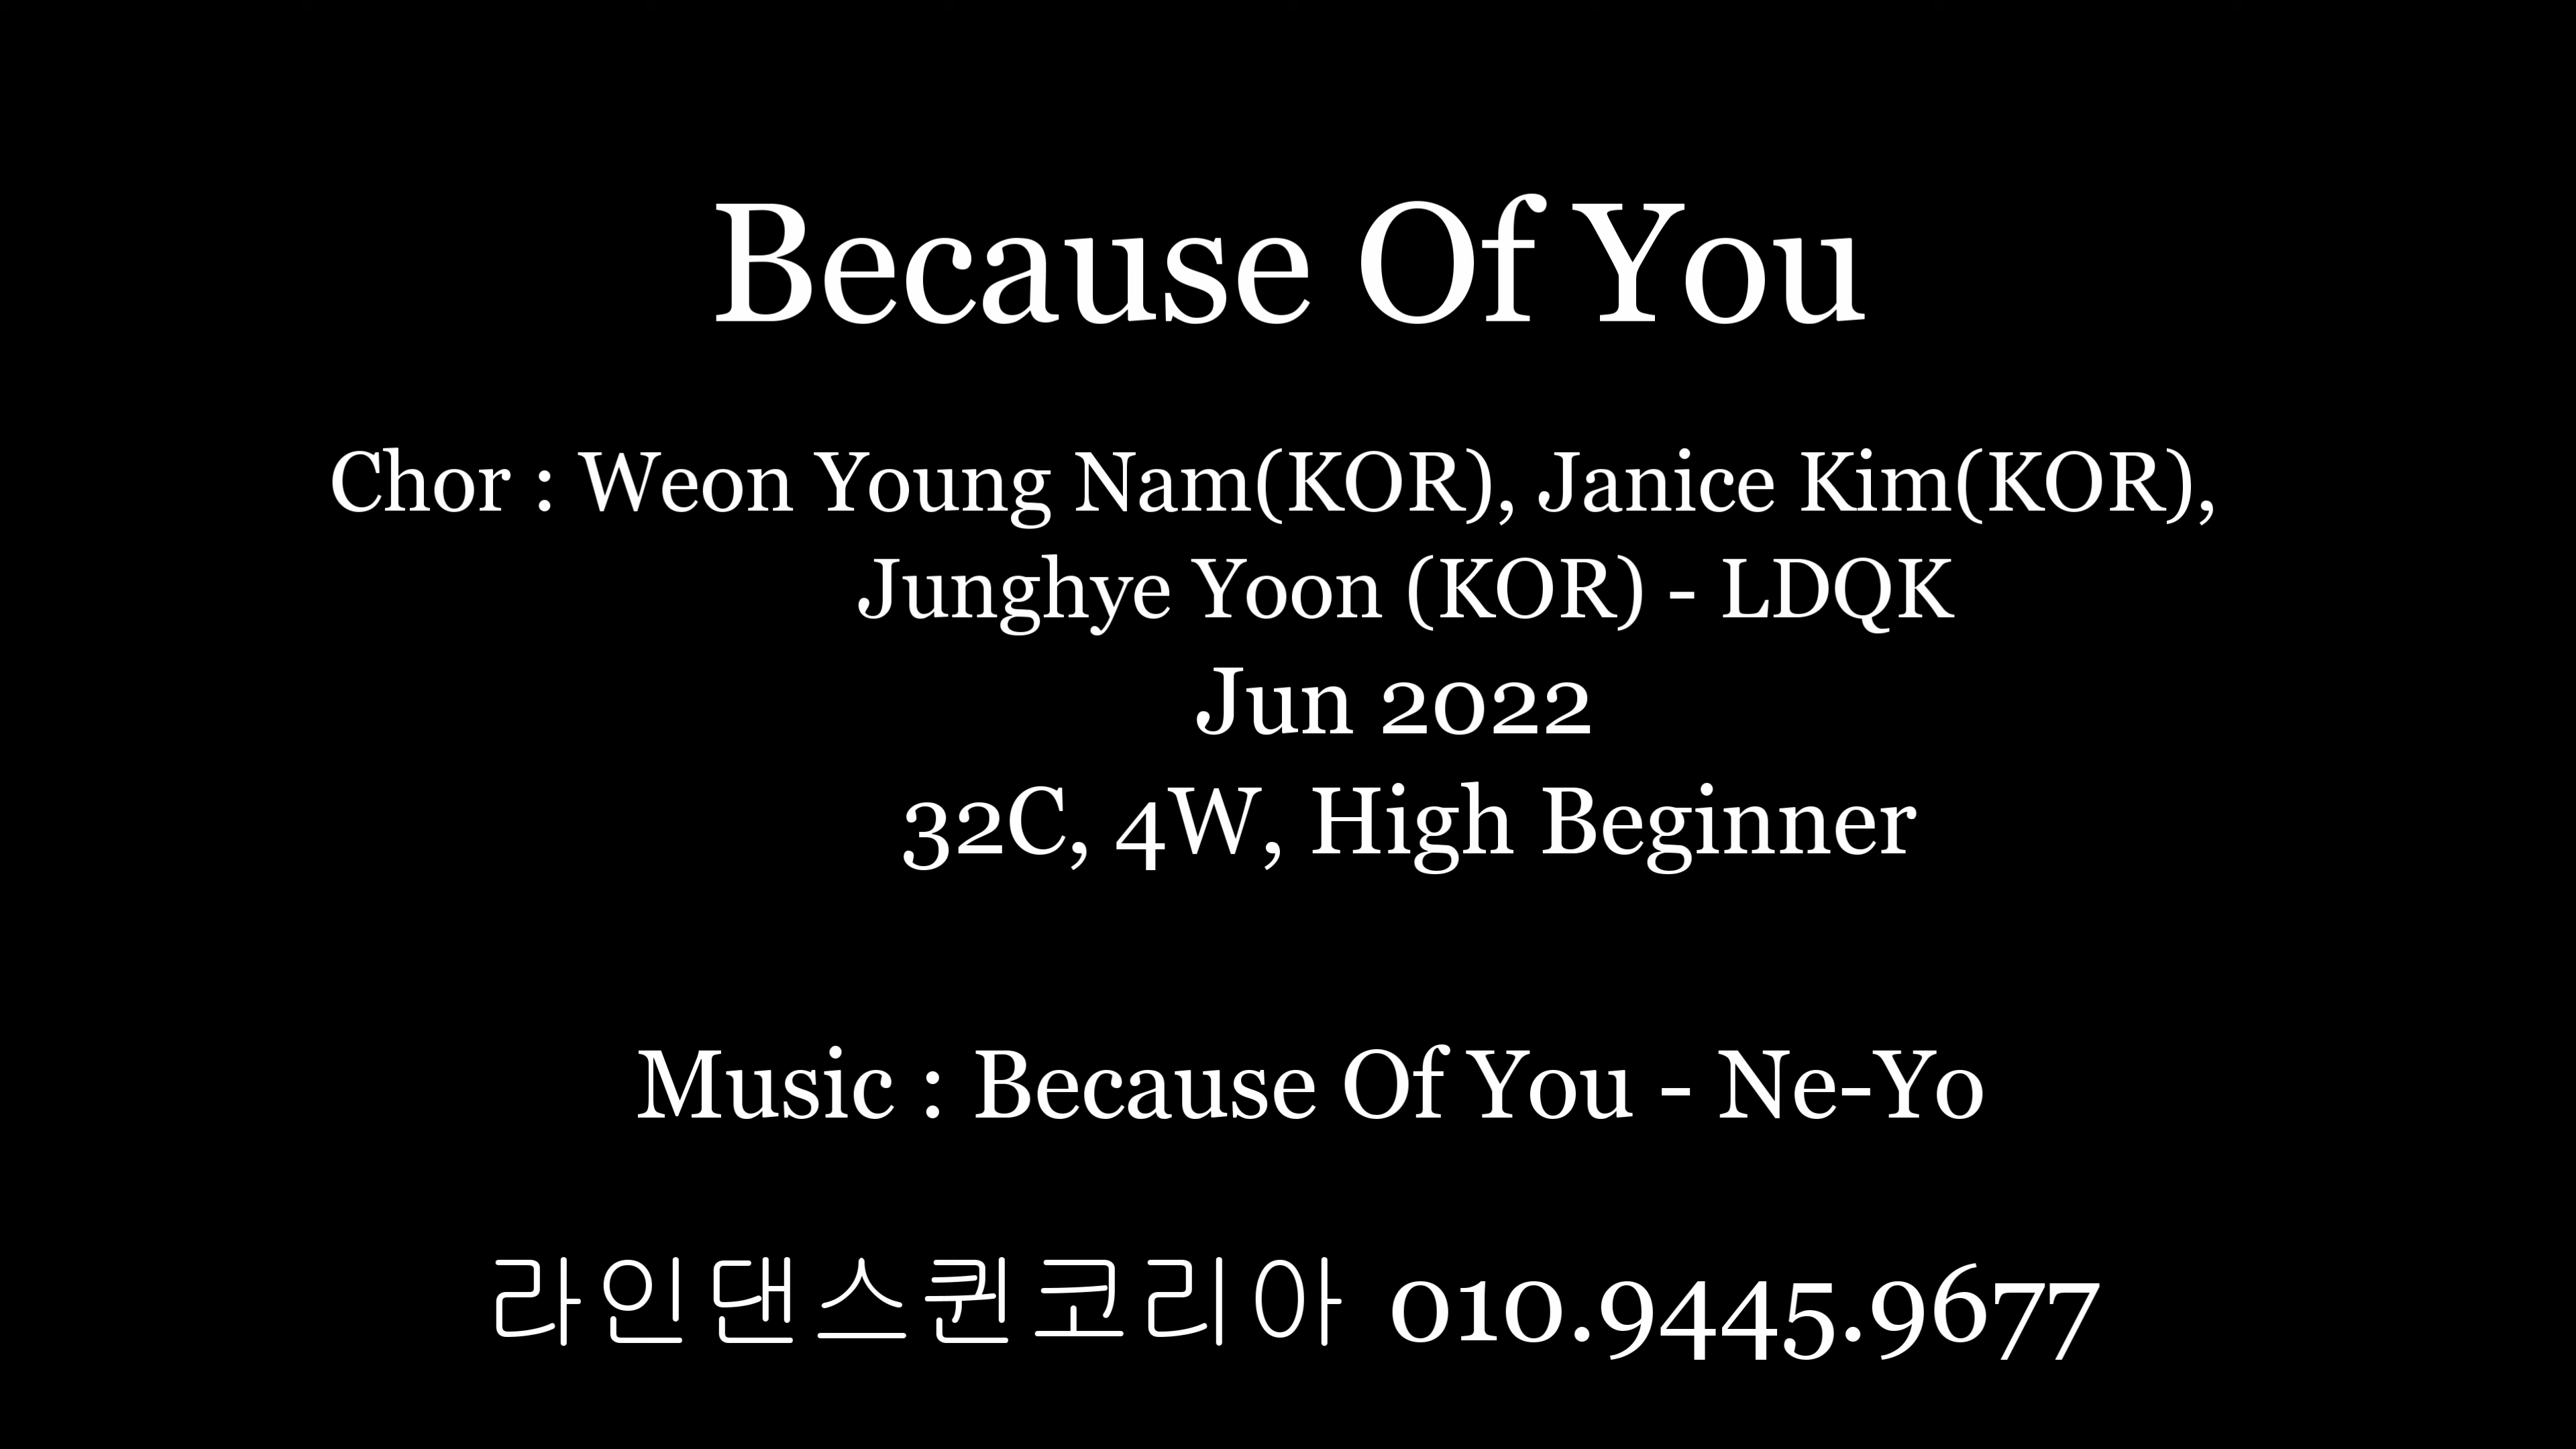 Because Of You
Chor : Weon Young Nam(KOR), Janice Kim(KOR),
Junghye Yoon (KOR) - LDQK
Jun 2022
32C, 4W, High Beginner
Music : Because Of You - Ne-Yo
라인댄스퀸코리아 010.9445.9677